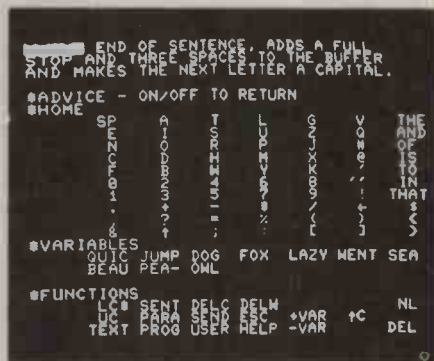 END OF SENTENCE. ADDS A FULL
STOP AND THREE SPACES TO THE BUFFER
AND MAKES THE NEXT LETTER A CAPITAL.
*ADVICE - ON/OFF TO RETURN
*HOME
SP A T L G V THE
E I S U Z Q AND
N O R P J # OF
C D H M X @ IS
F B W Y K ' TO
0 2 4 6 8 '' IN
1 3 5 7 9 ! THAT
, - * / ← $
. + = % ( ) <
& ↑ ; : [ ] >
*VARIABLES
QUIC JUMP DOG FOX LAZY WENT SEA
BEAU PEA- OWL
*FUNCTIONS
LC# SENT DELC DELW NL
UC PARA SEND ESC +VAR ↑C
TEXT PROG USER HELP -VAR DEL